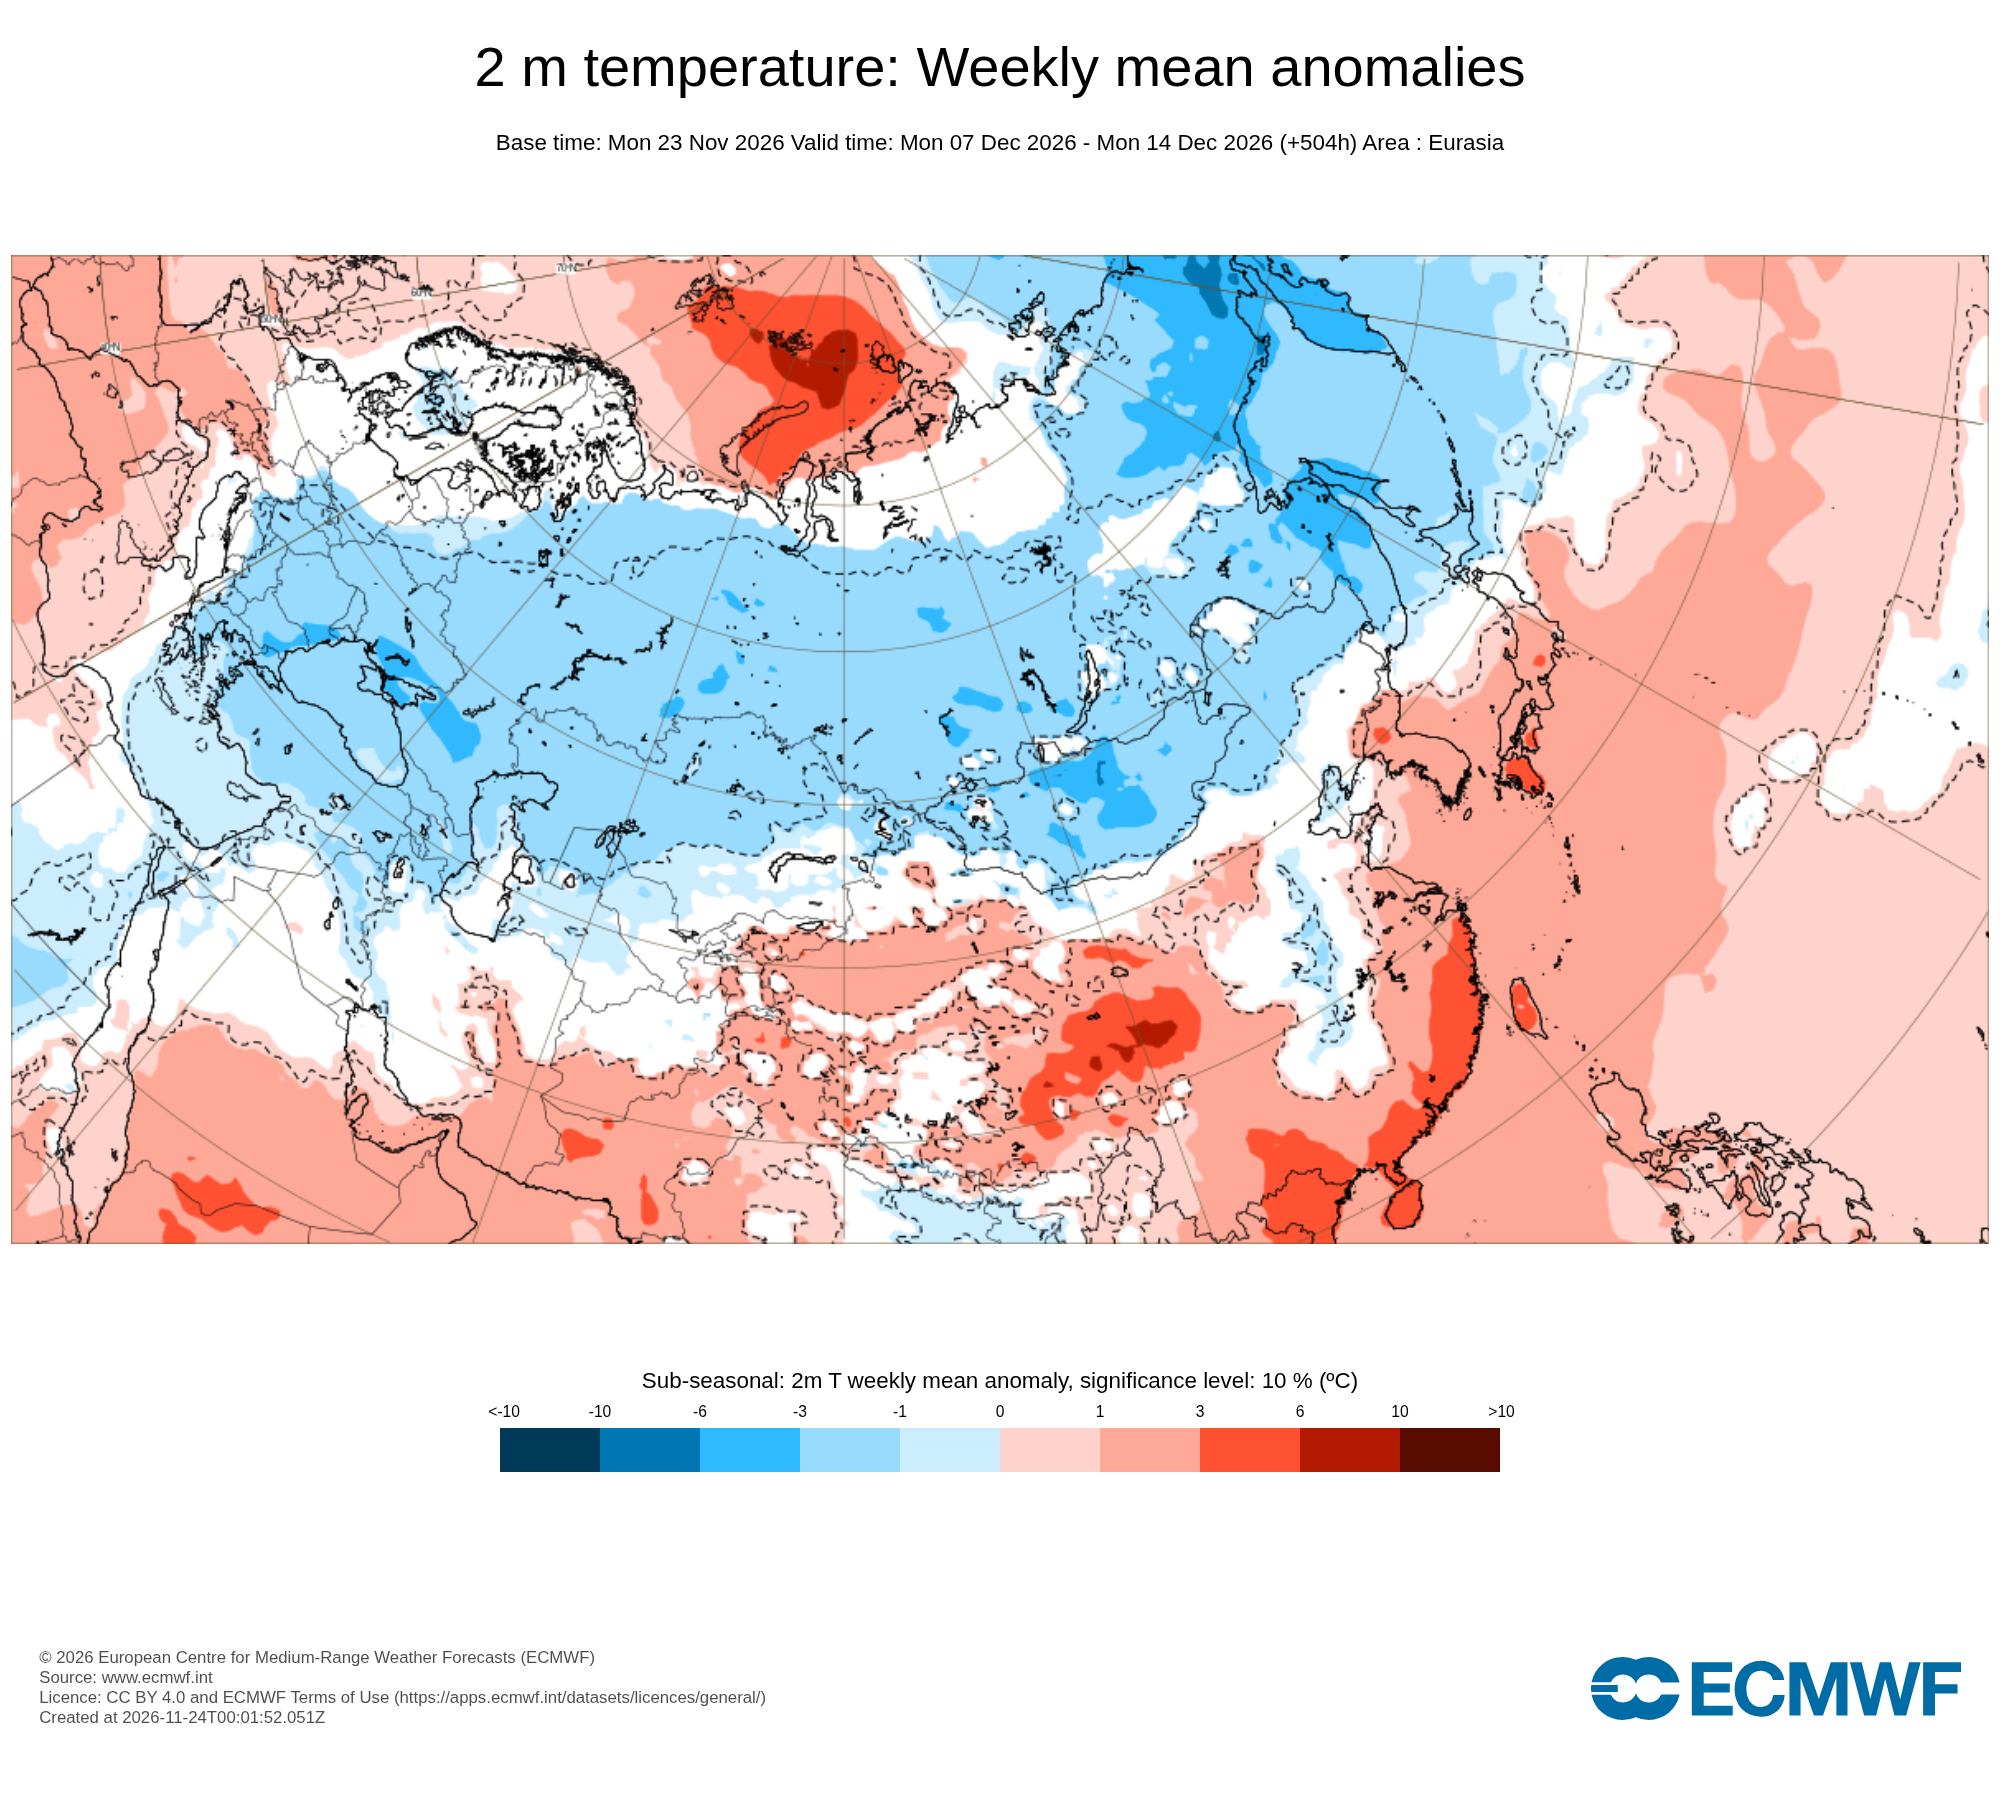 2 m temperature: Weekly mean anomalies
Base time: Mon 23 Nov 2026 Valid time: Mon 07 Dec 2026 - Mon 14 Dec 2026 (+504h) Area : Eurasia
70°N
60°N
50°N
40°N
Sub-seasonal: 2m T weekly mean anomaly, significance level: 10 % (ºC)
<-10 -10 -6 -3 -1 0 1 3 6 10 >10
© 2026 European Centre for Medium-Range Weather Forecasts (ECMWF)
Source: www.ecmwf.int
Licence: CC BY 4.0 and ECMWF Terms of Use (https://apps.ecmwf.int/datasets/licences/general/)
Created at 2026-11-24T00:01:52.051Z
ECMWF